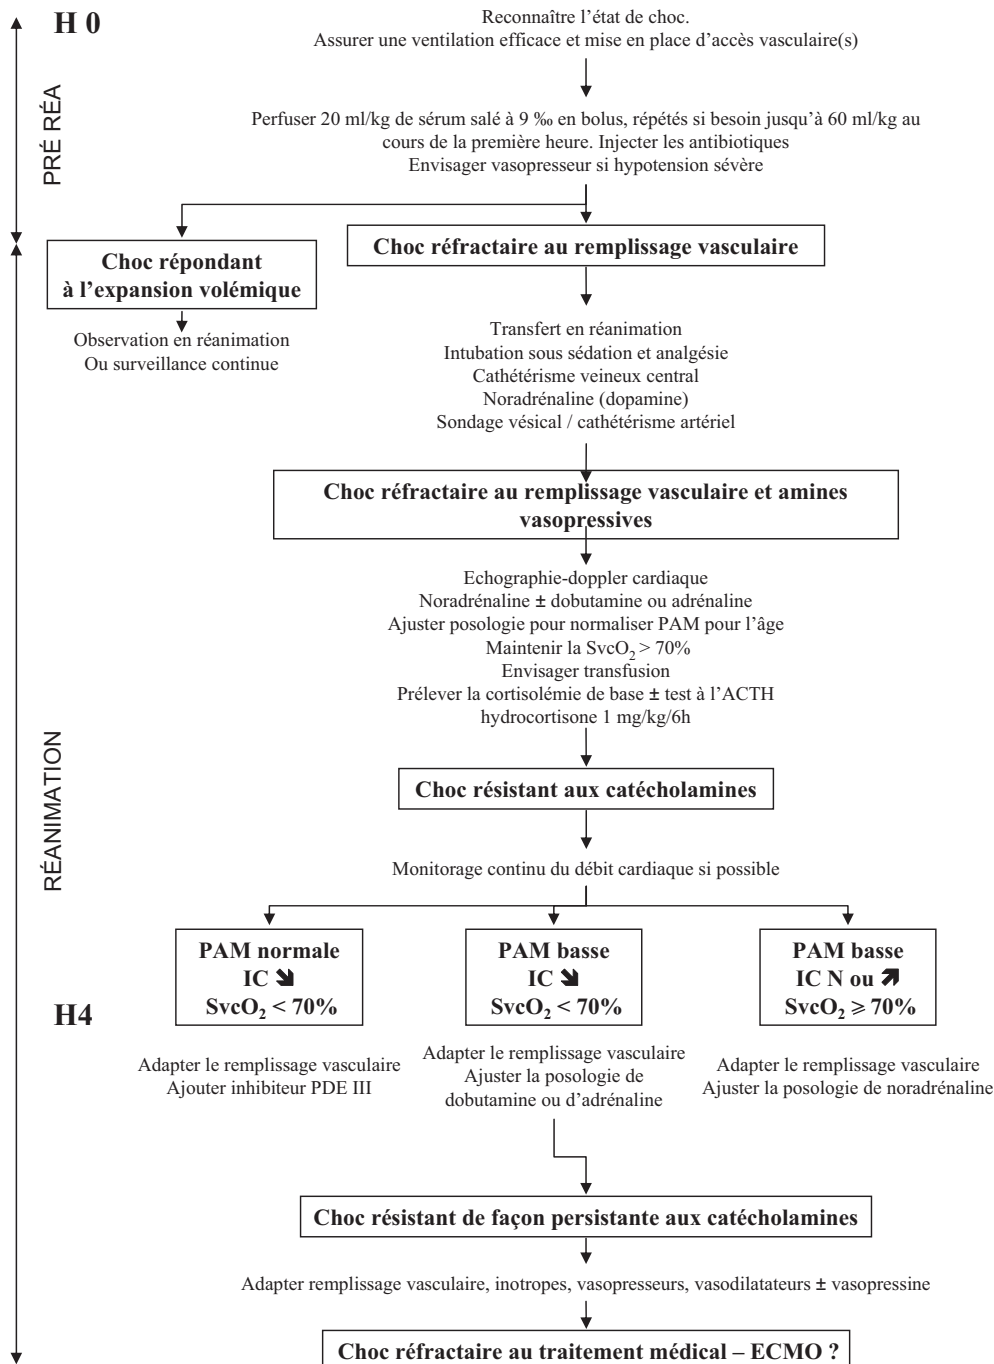 H 0
Reconnaître l’état de choc.
Assurer une ventilation efficace et mise en place d’accès vasculaire(s)
PRÉ RÉA
Perfuser 20 ml/kg de sérum salé à 9 ‰ en bolus, répétés si besoin jusqu’à 60 ml/kg au
cours de la première heure. Injecter les antibiotiques
Envisager vasopresseur si hypotension sévère
Choc répondant
à l’expansion volémique
Choc réfractaire au remplissage vasculaire
Observation en réanimation
Ou surveillance continue
Transfert en réanimation
Intubation sous sédation et analgésie
Cathétérisme veineux central
Noradrénaline (dopamine)
Sondage vésical / cathétérisme artériel
Choc réfractaire au remplissage vasculaire et amines
vasopressives
Echographie-doppler cardiaque
Noradrénaline ± dobutamine ou adrénaline
Ajuster posologie pour normaliser PAM pour l’âge
Maintenir la SvcO₂ > 70%
Envisager transfusion
Prélever la cortisolémie de base ± test à l’ACTH
hydrocortisone 1 mg/kg/6h
RÉANIMATION
Choc résistant aux catécholamines
Monitorage continu du débit cardiaque si possible
PAM normale
IC ↘
SvcO₂ < 70%
PAM basse
IC ↘
SvcO₂ < 70%
PAM basse
IC N ou ↗
SvcO₂ ⩾ 70%
H4
Adapter le remplissage vasculaire
Ajouter inhibiteur PDE III
Adapter le remplissage vasculaire
Ajuster la posologie de
dobutamine ou d’adrénaline
Adapter le remplissage vasculaire
Ajuster la posologie de noradrénaline
Choc résistant de façon persistante aux catécholamines
Adapter remplissage vasculaire, inotropes, vasopresseurs, vasodilatateurs ± vasopressine
Choc réfractaire au traitement médical – ECMO ?